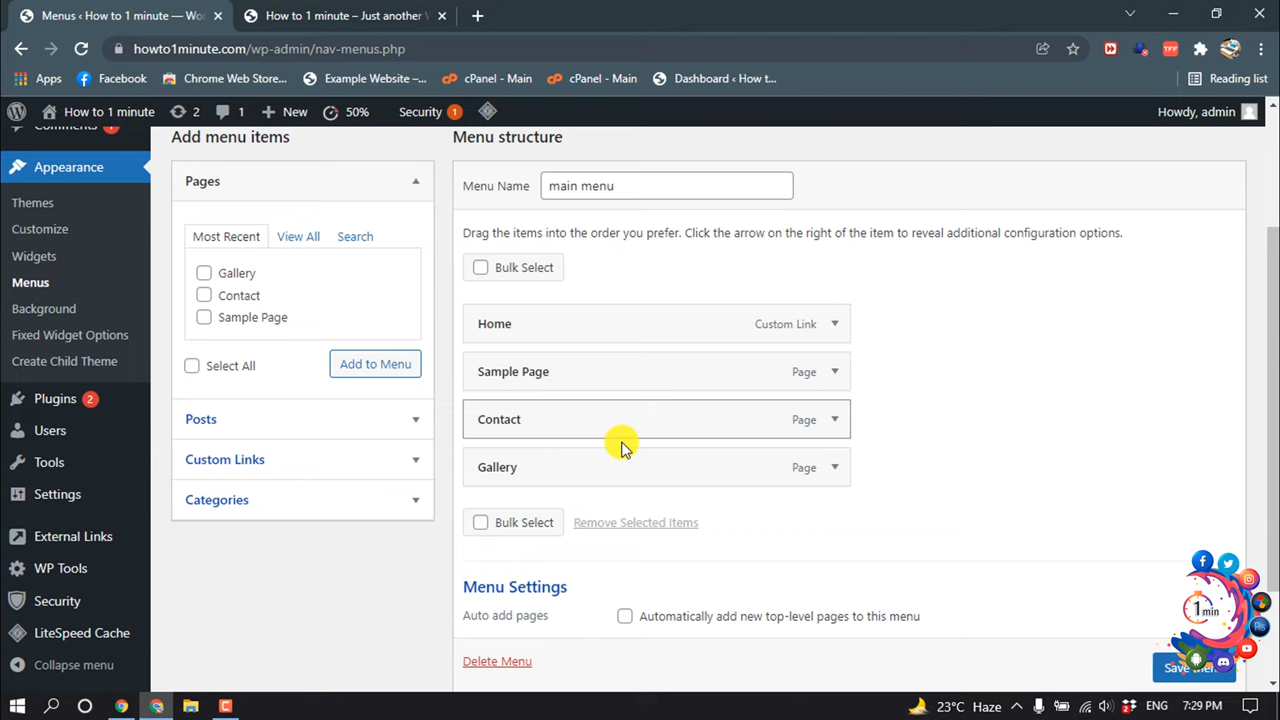 Menus ‹ How to 1 minute — Wor
How to 1 minute – Just another W
howto1minute.com/wp-admin/nav-menus.php
Apps
Facebook
Chrome Web Store...
Example Website –...
cPanel - Main
cPanel - Main
Dashboard ‹ How t...
Reading list
How to 1 minute
2
1
New
50%
Security 1
Howdy, admin
Comments
Appearance
Themes
Customize
Widgets
Menus
Background
Fixed Widget Options
Create Child Theme
Plugins 2
Users
Tools
Settings
External Links
WP Tools
Security
LiteSpeed Cache
Collapse menu
Add menu items
Pages
Most Recent
View All
Search
Gallery
Contact
Sample Page
Select All
Add to Menu
Posts
Custom Links
Categories
Menu structure
Menu Name
main menu
Drag the items into the order you prefer. Click the arrow on the right of the item to reveal additional configuration options.
Bulk Select
Home
Custom Link
Sample Page
Page
Contact
Page
Gallery
Page
Bulk Select
Remove Selected Items
Menu Settings
Auto add pages
Automatically add new top-level pages to this menu
Delete Menu
Save
1 min
23°C Haze
ENG
7:29 PM